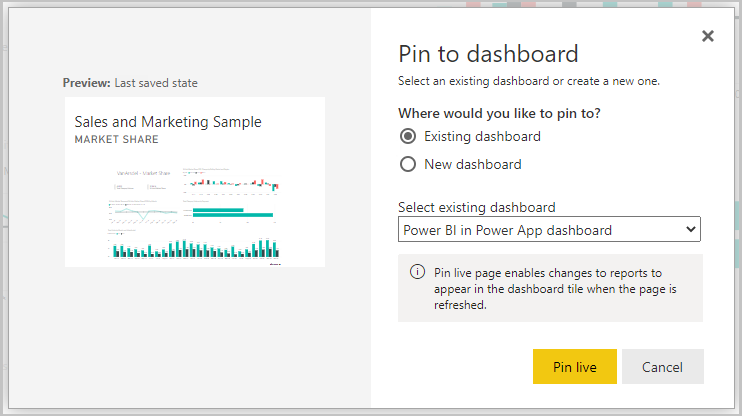 Preview: Last saved state
Sales and Marketing Sample
MARKET SHARE
VanArsdel - Market Share
Pin to dashboard
Select an existing dashboard or create a new one.
Where would you like to pin to?
Existing dashboard
New dashboard
Select existing dashboard
Power BI in Power App dashboard
Pin live page enables changes to reports to
appear in the dashboard tile when the page is
refreshed.
Pin live
Cancel